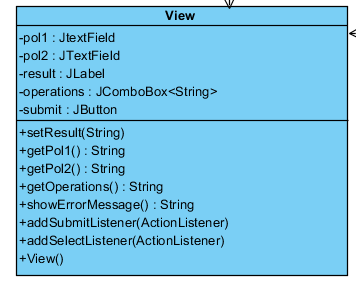 View
-pol1 : JtextField
-pol2 : JTextField
-result : JLabel
-operations : JComboBox<String>
-submit : JButton
+setResult(String)
+getPol1() : String
+getPol2() : String
+getOperations() : String
+showErrorMessage() : String
+addSubmitListener(ActionListener)
+addSelectListener(ActionListener)
+View()